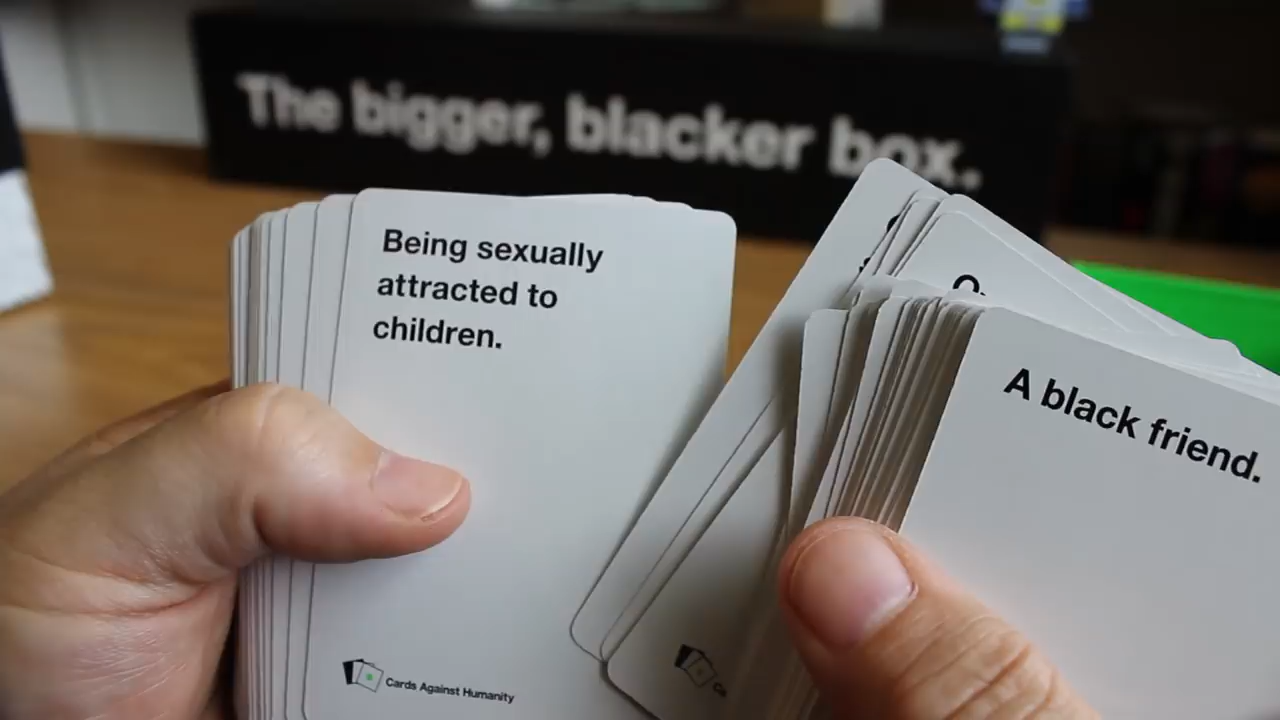 The bigger, blacker box.
Being sexually
attracted to
children.
A black friend.
Cards Against Humanity